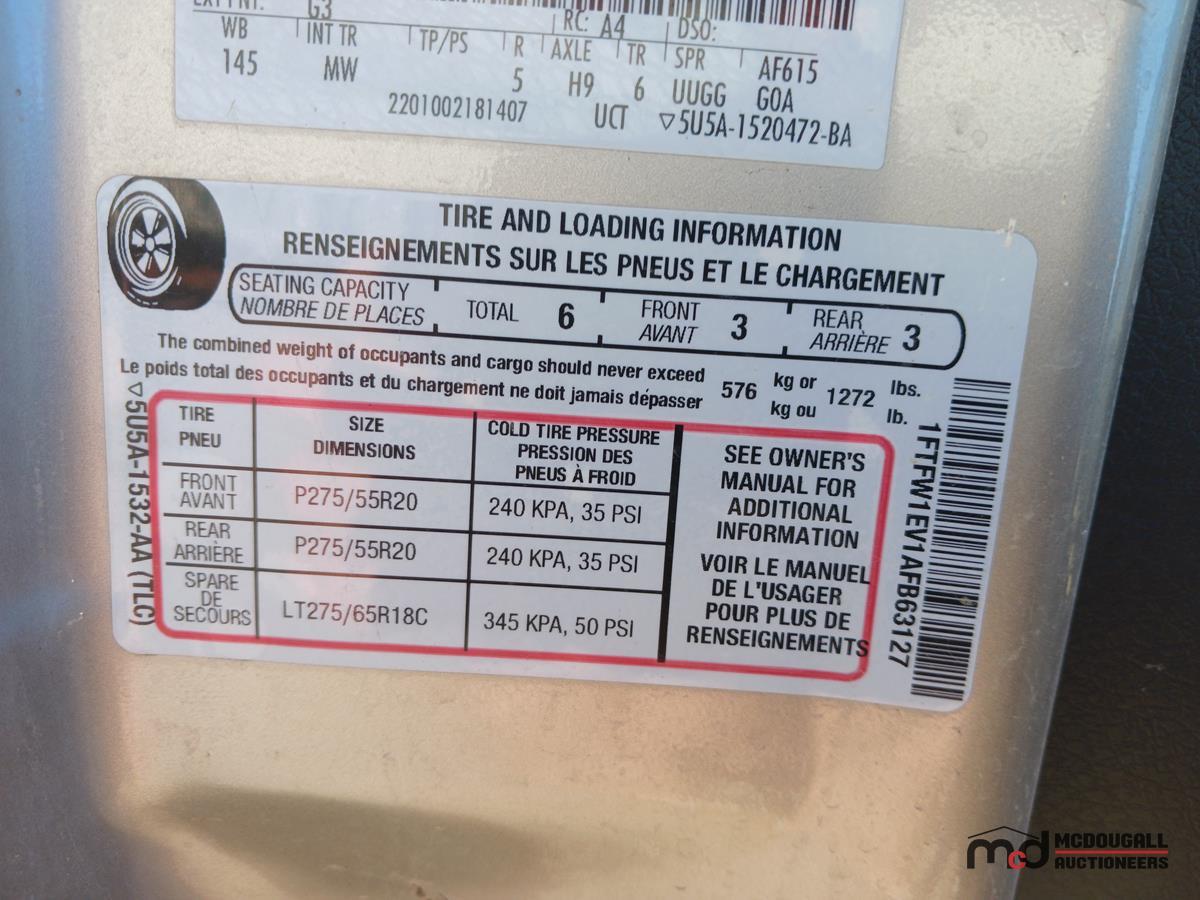 EXT PNT: G3 RC: A4 DSO:
WB INT TR TP/PS R AXLE TR SPR AF615
145 MW 5 H9 6 UUGG GOA
2201002181407 UCT ▽5U5A-1520472-BA
TIRE AND LOADING INFORMATION
RENSEIGNEMENTS SUR LES PNEUS ET LE CHARGEMENT
SEATING CAPACITY
NOMBRE DE PLACES
TOTAL 6
FRONT
AVANT 3
REAR
ARRIÈRE 3
The combined weight of occupants and cargo should never exceed
Le poids total des occupants et du chargement ne doit jamais dépasser
576 kg or
kg ou
1272 lbs.
lb.
▽5U5A-1532-AA (TLC)
TIRE
PNEU
SIZE
DIMENSIONS
COLD TIRE PRESSURE
PRESSION DES
PNEUS À FROID
FRONT
AVANT
P275/55R20
240 KPA, 35 PSI
REAR
ARRIÈRE
P275/55R20
240 KPA, 35 PSI
SPARE
DE
SECOURS
LT275/65R18C
345 KPA, 50 PSI
SEE OWNER'S
MANUAL FOR
ADDITIONAL
INFORMATION
VOIR LE MANUEL
DE L'USAGER
POUR PLUS DE
RENSEIGNEMENTS
1FTFW1EV1AFB63127
mcd MCDOUGALL
AUCTIONEERS